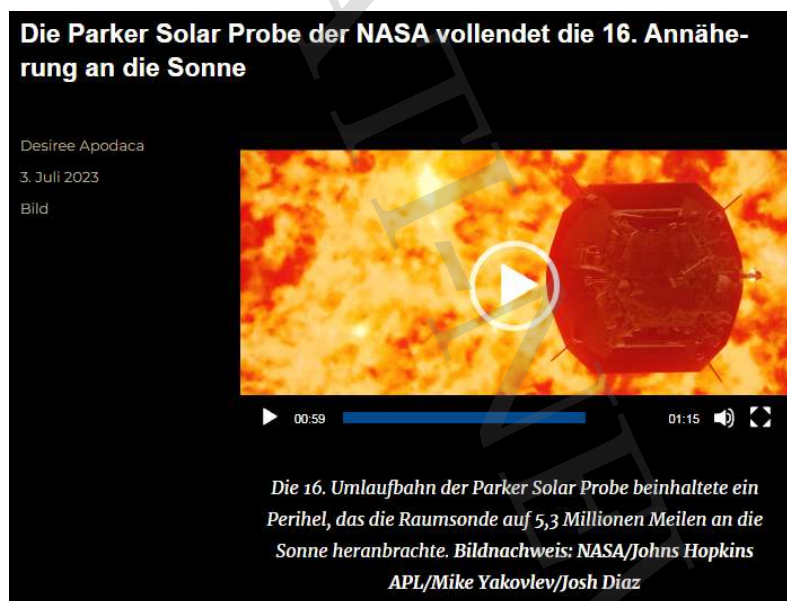 Die Parker Solar Probe der NASA vollendet die 16. Annähe-
rung an die Sonne
Desiree Apodaca
3. Juli 2023
Bild
00:59
01:15
Die 16. Umlaufbahn der Parker Solar Probe beinhaltete ein
Perihel, das die Raumsonde auf 5,3 Millionen Meilen an die
Sonne heranbrachte. Bildnachweis: NASA/Johns Hopkins
APL/Mike Yakovlev/Josh Diaz